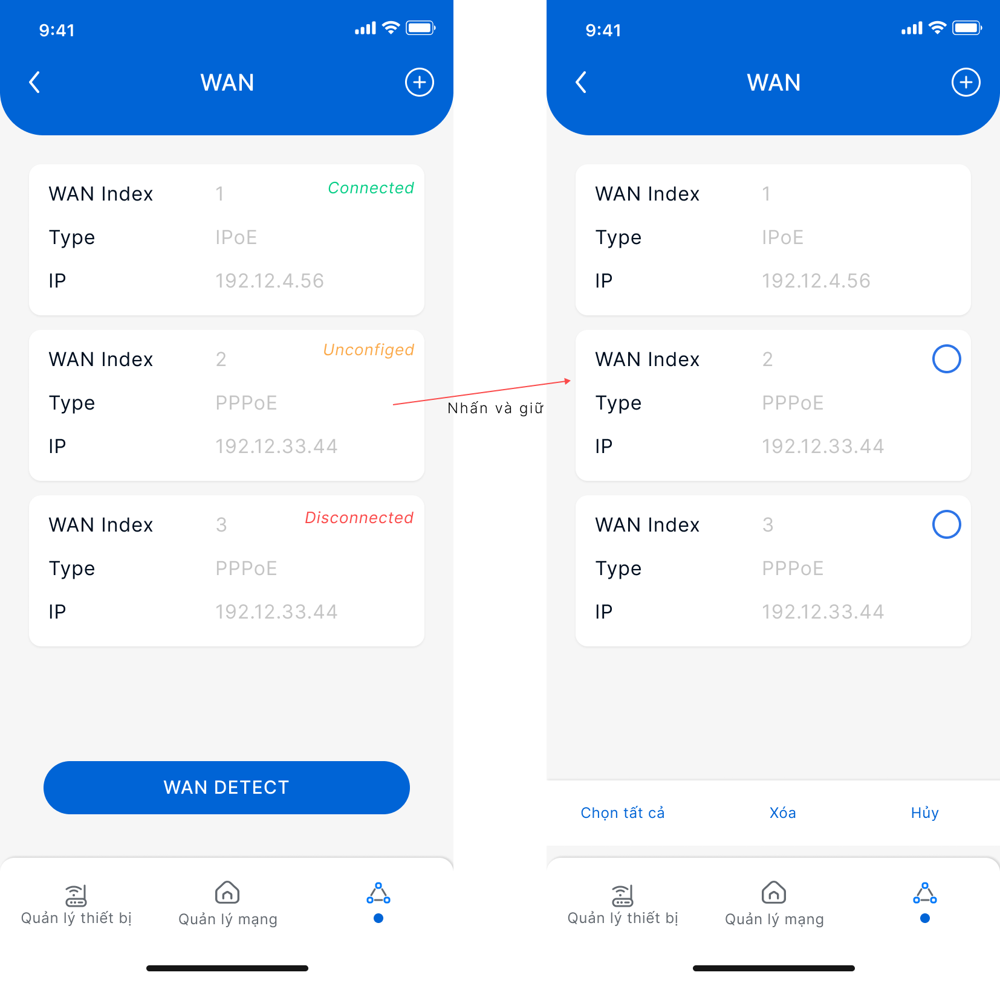 9:41
WAN
WAN Index 1 Connected
Type IPoE
IP 192.12.4.56
WAN Index 2 Unconfiged
Type PPPoE
IP 192.12.33.44
WAN Index 3 Disconnected
Type PPPoE
IP 192.12.33.44
WAN DETECT
Quản lý thiết bị
Quản lý mạng
Nhấn và giữ
9:41
WAN
WAN Index 1
Type IPoE
IP 192.12.4.56
WAN Index 2
Type PPPoE
IP 192.12.33.44
WAN Index 3
Type PPPoE
IP 192.12.33.44
Chọn tất cả
Xóa
Hủy
Quản lý thiết bị
Quản lý mạng